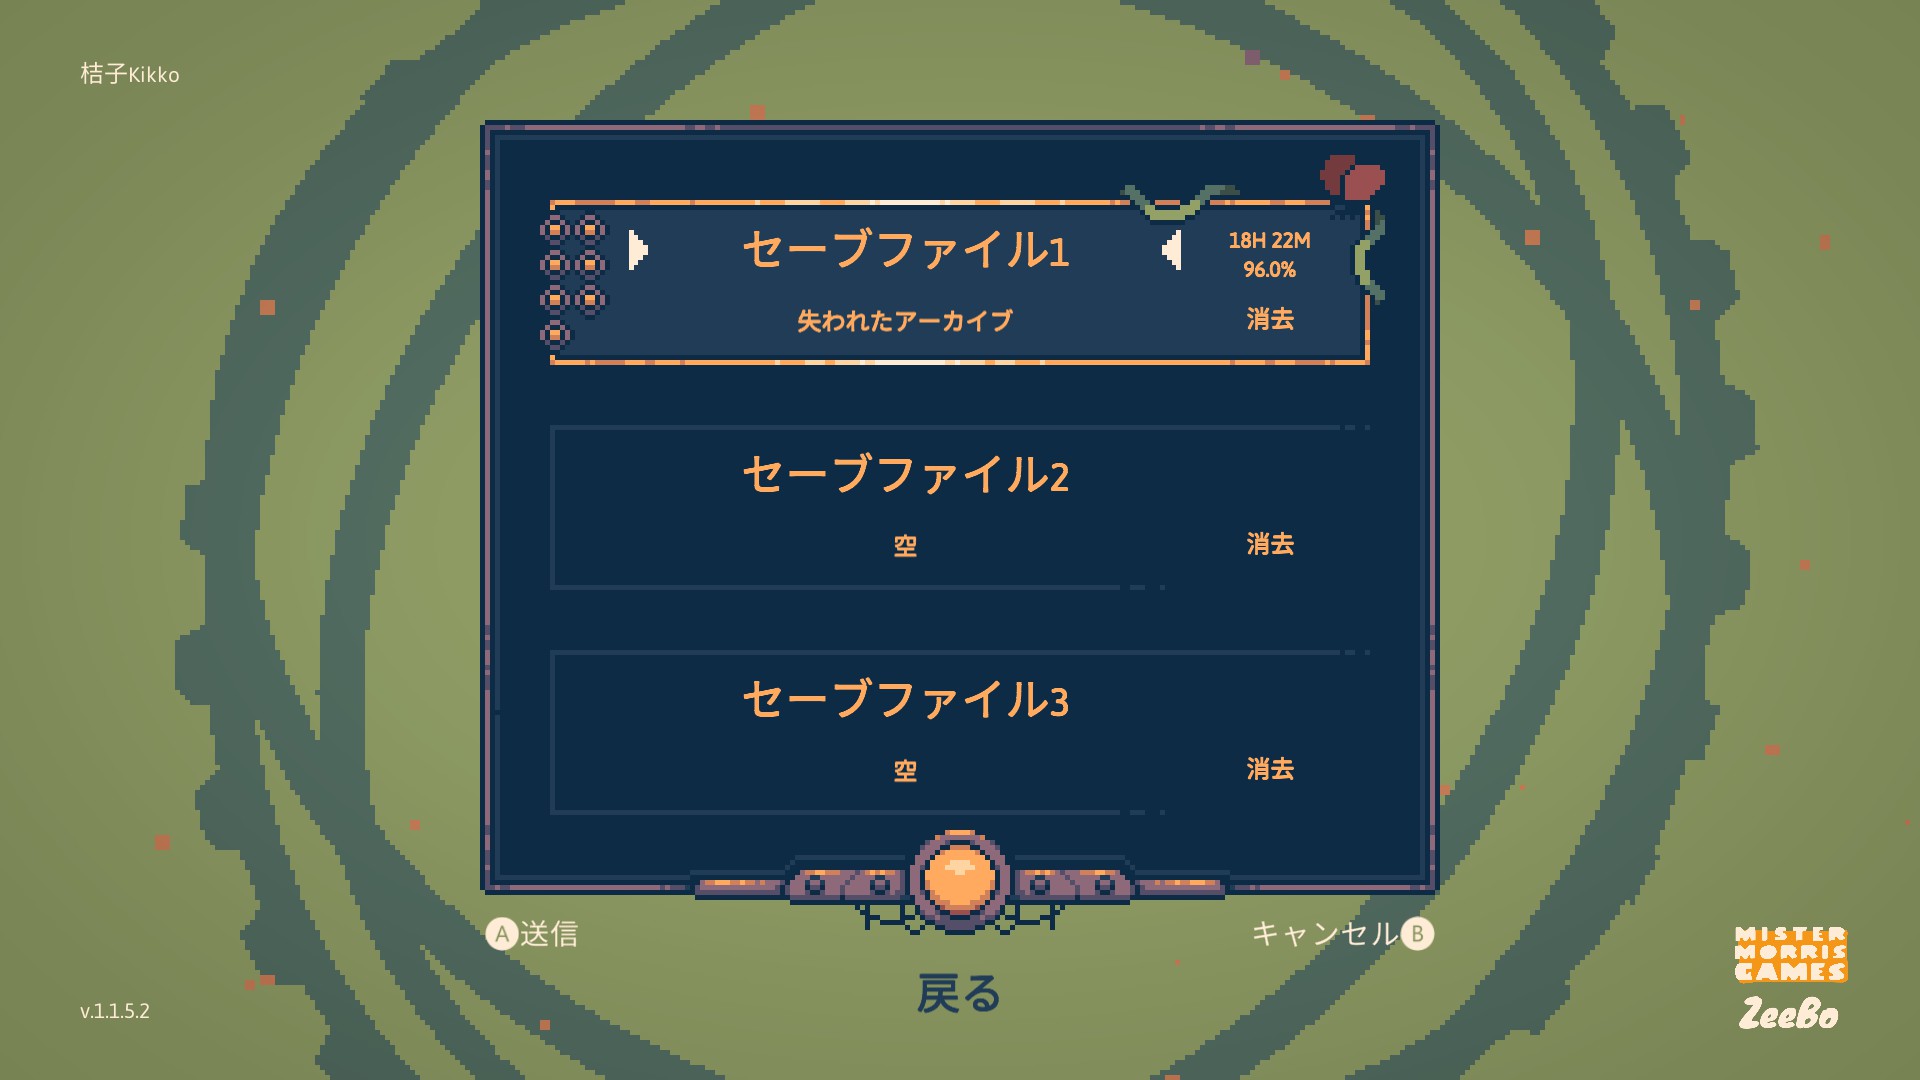 桔子Kikko
セーブファイル1
18H 22M
96.0%
失われたアーカイブ
消去
セーブファイル2
空
消去
セーブファイル3
空
消去
A送信
キャンセルB
戻る
v.1.1.5.2
MISTER
MORRIS
GAMES
ZeeBo